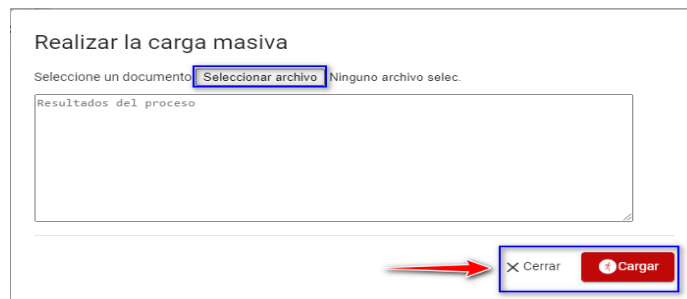 Realizar la carga masiva
Seleccione un documento Seleccionar archivo Ninguno archivo selec.
Resultados del proceso
Cerrar Cargar